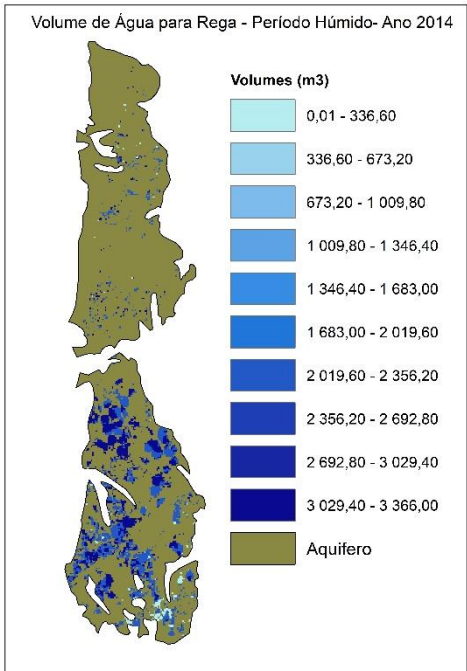 Volume de Água para Rega - Período Húmido- Ano 2014
Volumes (m3)
0,01 - 336,60
336,60 - 673,20
673,20 - 1 009,80
1 009,80 - 1 346,40
1 346,40 - 1 683,00
1 683,00 - 2 019,60
2 019,60 - 2 356,20
2 356,20 - 2 692,80
2 692,80 - 3 029,40
3 029,40 - 3 366,00
Aquifero